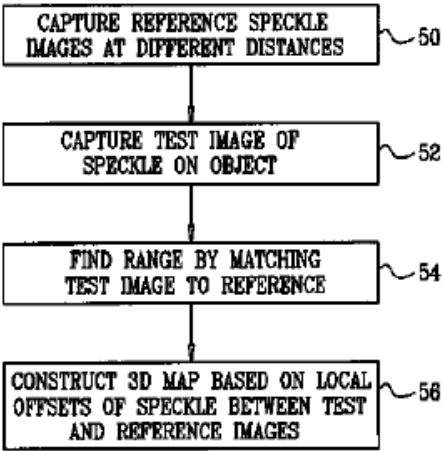 CAPTURE REFERENCE SPECKLE
IMAGES AT DIFFERENT DISTANCES
50
CAPTURE TEST IMAGE OF
SPECKLE ON OBJECT
52
FIND RANGE BY MATCHING
TEST IMAGE TO REFERENCE
54
CONSTRUCT 3D MAP BASED ON LOCAL
OFFSETS OF SPECKLE BETWEEN TEST
AND REFERENCE IMAGES
56